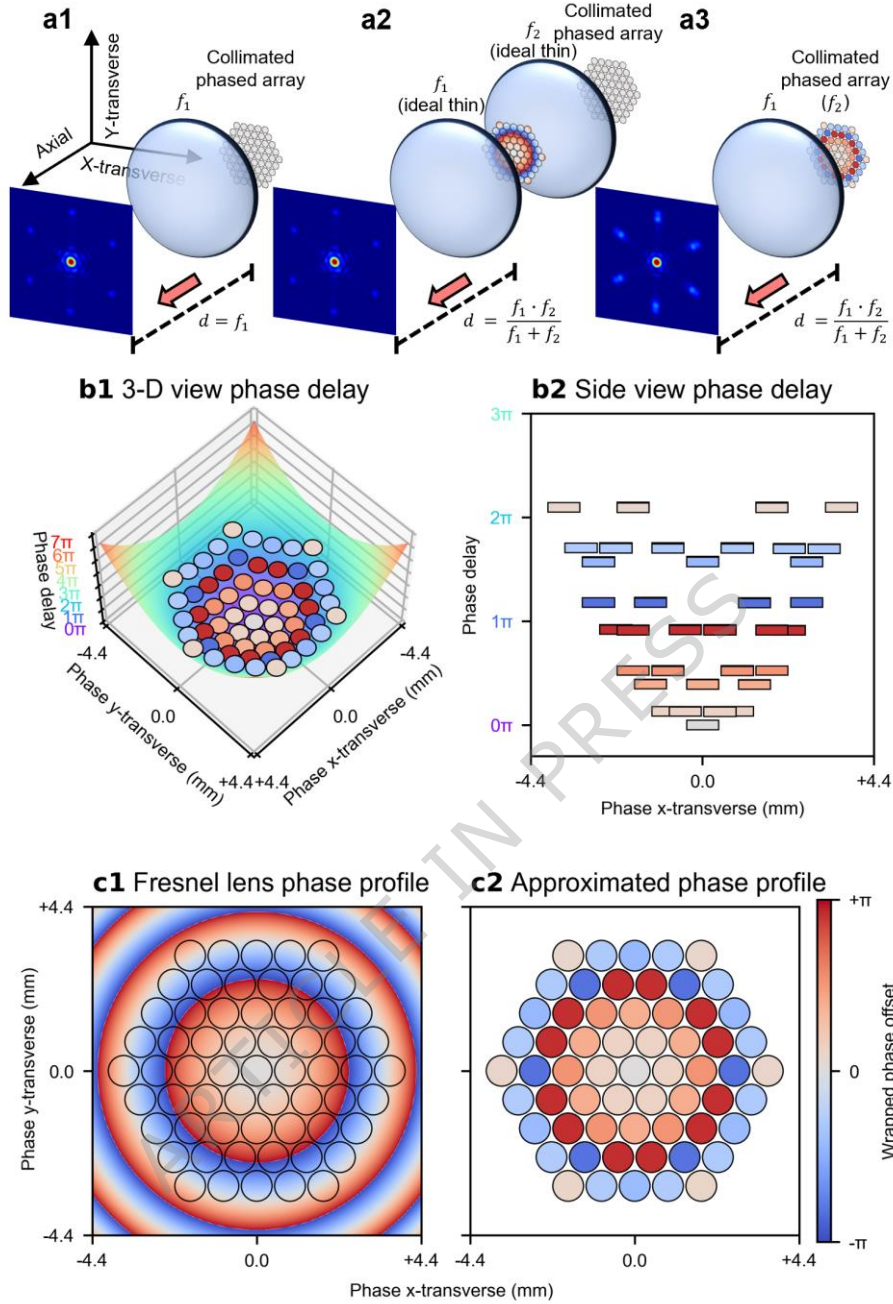 a1
a2
a3
Collimated
phased array
f₁
Axial
Y-transverse
X-transverse
d = f₁
Collimated
phased array
f₂
(ideal thin)
f₁
(ideal thin)
d = f₁ · f₂ / f₁ + f₂
Collimated
phased array
(f₂)
f₁
d = f₁ · f₂ / f₁ + f₂
b1 3-D view phase delay
Phase delay
7π
6π
5π
4π
3π
2π
1π
0π
-4.4
0.0
+4.4
Phase y-transverse (mm)
-4.4
0.0
+4.4
Phase x-transverse (mm)
b2 Side view phase delay
3π
2π
1π
0π
Phase delay
-4.4
0.0
+4.4
Phase x-transverse (mm)
c1 Fresnel lens phase profile
+4.4
0.0
-4.4
Phase y-transverse (mm)
-4.4
0.0
+4.4
c2 Approximated phase profile
-4.4
0.0
+4.4
Phase x-transverse (mm)
+π
0
-π
Wrapped phase offset
ARTICLE IN PRESS